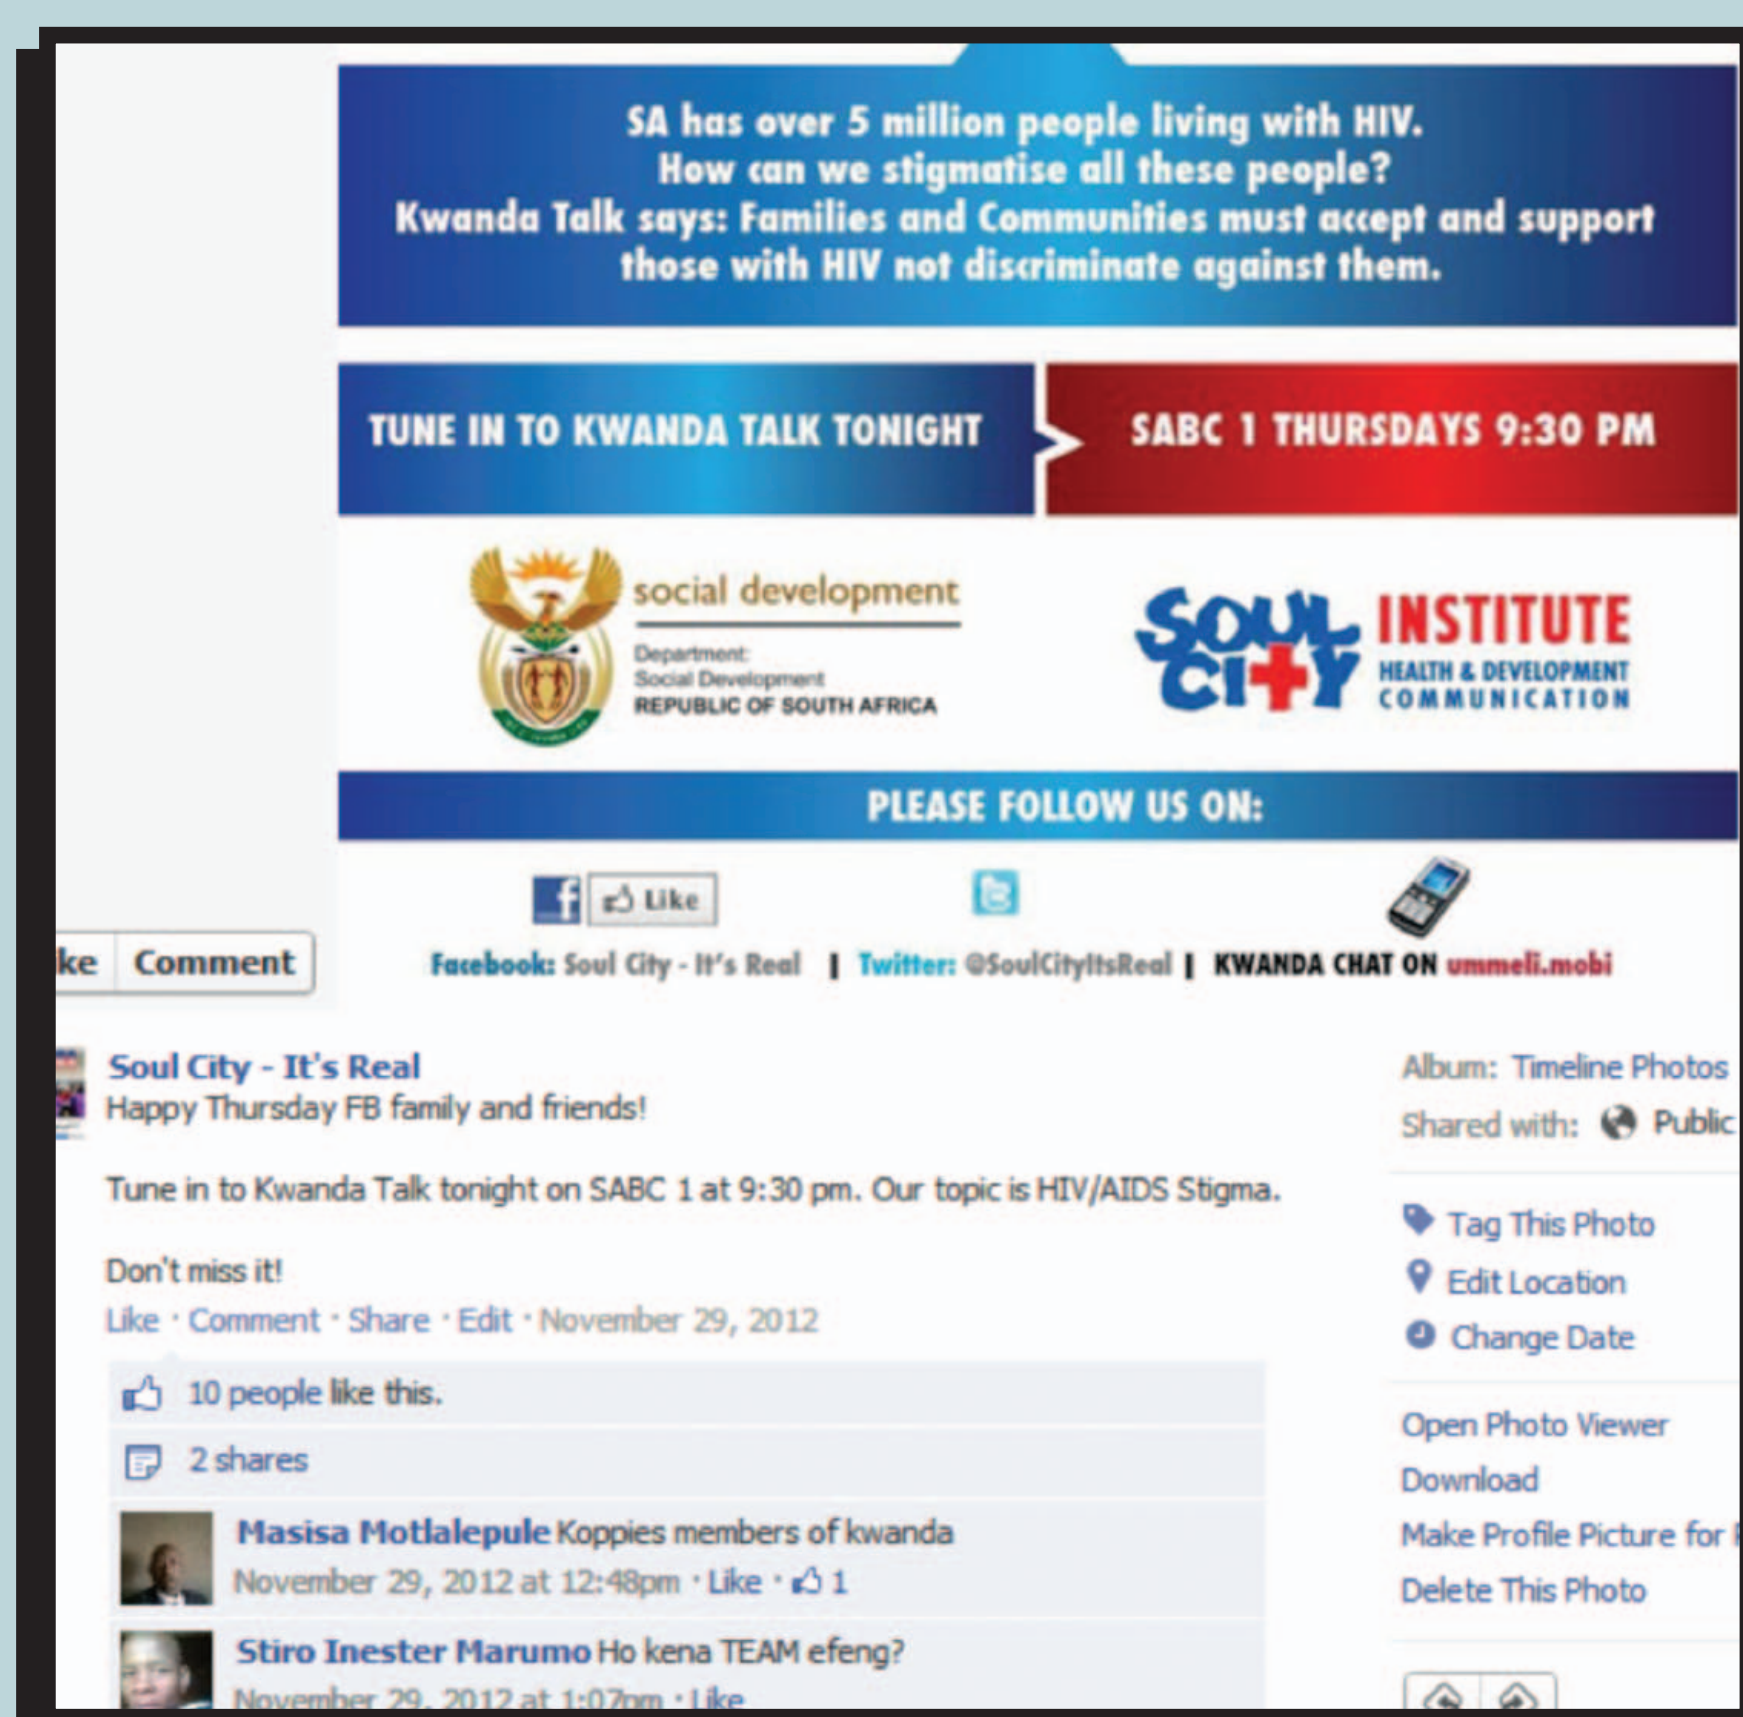 SA has over 5 million people living with HIV.
How can we stigmatise all these people?
Kwanda Talk says: Families and Communities must accept and support
those with HIV not discriminate against them.
TUNE IN TO KWANDA TALK TONIGHT
SABC 1 THURSDAYS 9:30 PM
social development
Department:
Social Development
REPUBLIC OF SOUTH AFRICA
SOUL CITY
INSTITUTE
HEALTH & DEVELOPMENT
COMMUNICATION
PLEASE FOLLOW US ON:
f Like
Facebook: Soul City - It's Real | Twitter: @SoulCityItsReal | KWANDA CHAT ON ummeli.mobi
ke Comment
Soul City - It's Real
Happy Thursday FB family and friends!
Tune in to Kwanda Talk tonight on SABC 1 at 9:30 pm. Our topic is HIV/AIDS Stigma.
Don't miss it!
Like · Comment · Share · Edit · November 29, 2012
10 people like this.
2 shares
Masisa Motlalepule Koppies members of kwanda
November 29, 2012 at 12:48pm · Like · 1
Stiro Inester Marumo Ho kena TEAM efeng?
November 29, 2012 at 1:07pm · Like
Album: Timeline Photos
Shared with: Public
Tag This Photo
Edit Location
Change Date
Open Photo Viewer
Download
Make Profile Picture for
Delete This Photo